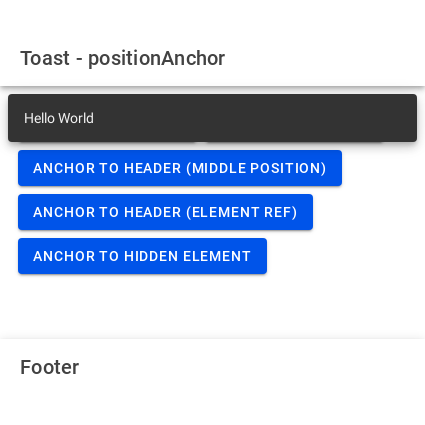 Toast - positionAnchor
Hello World
ANCHOR TO HEADER (MIDDLE POSITION)
ANCHOR TO HEADER (ELEMENT REF)
ANCHOR TO HIDDEN ELEMENT
Footer